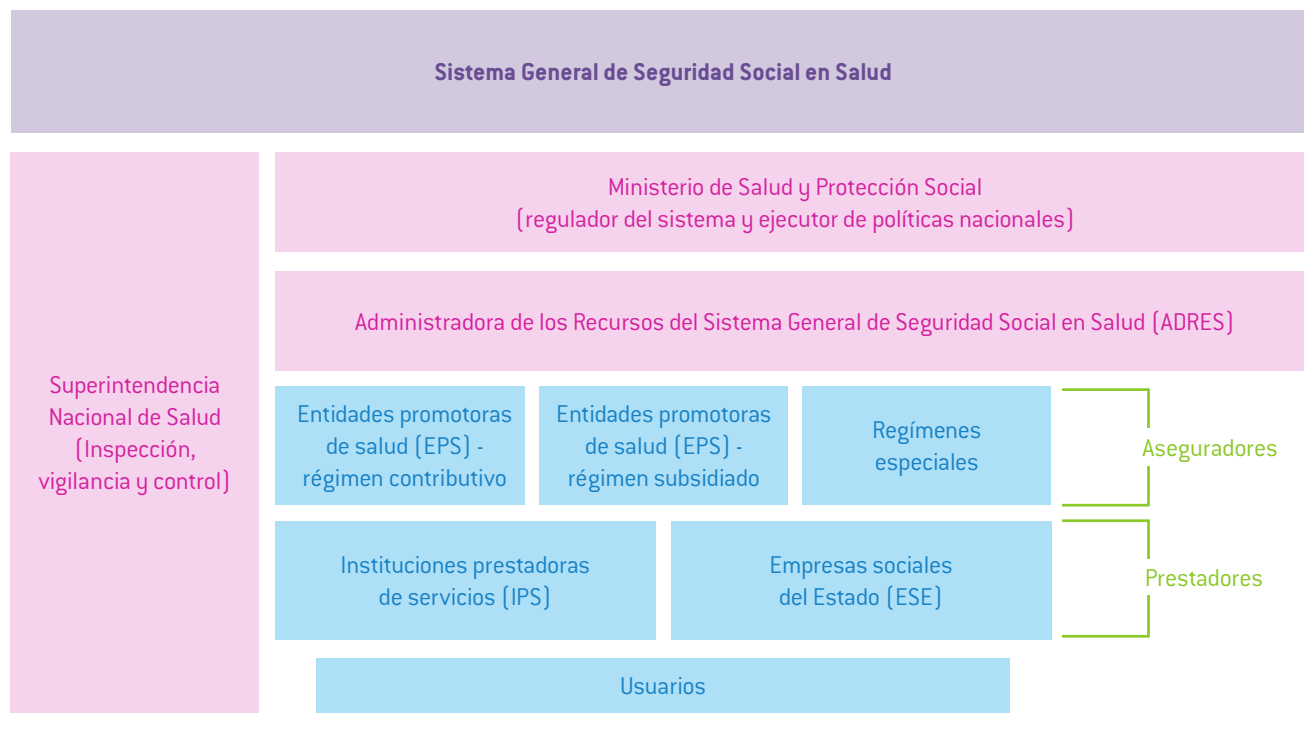 Sistema General de Seguridad Social en Salud
Ministerio de Salud y Protección Social
(regulador del sistema y ejecutor de políticas nacionales)
Administradora de los Recursos del Sistema General de Seguridad Social en Salud (ADRES)
Superintendencia
Nacional de Salud
(Inspección,
vigilancia y control)
Entidades promotoras
de salud (EPS) -
régimen contributivo
Entidades promotoras
de salud (EPS) -
régimen subsidiado
Regímenes
especiales
Aseguradores
Instituciones prestadoras
de servicios (IPS)
Empresas sociales
del Estado (ESE)
Prestadores
Usuarios